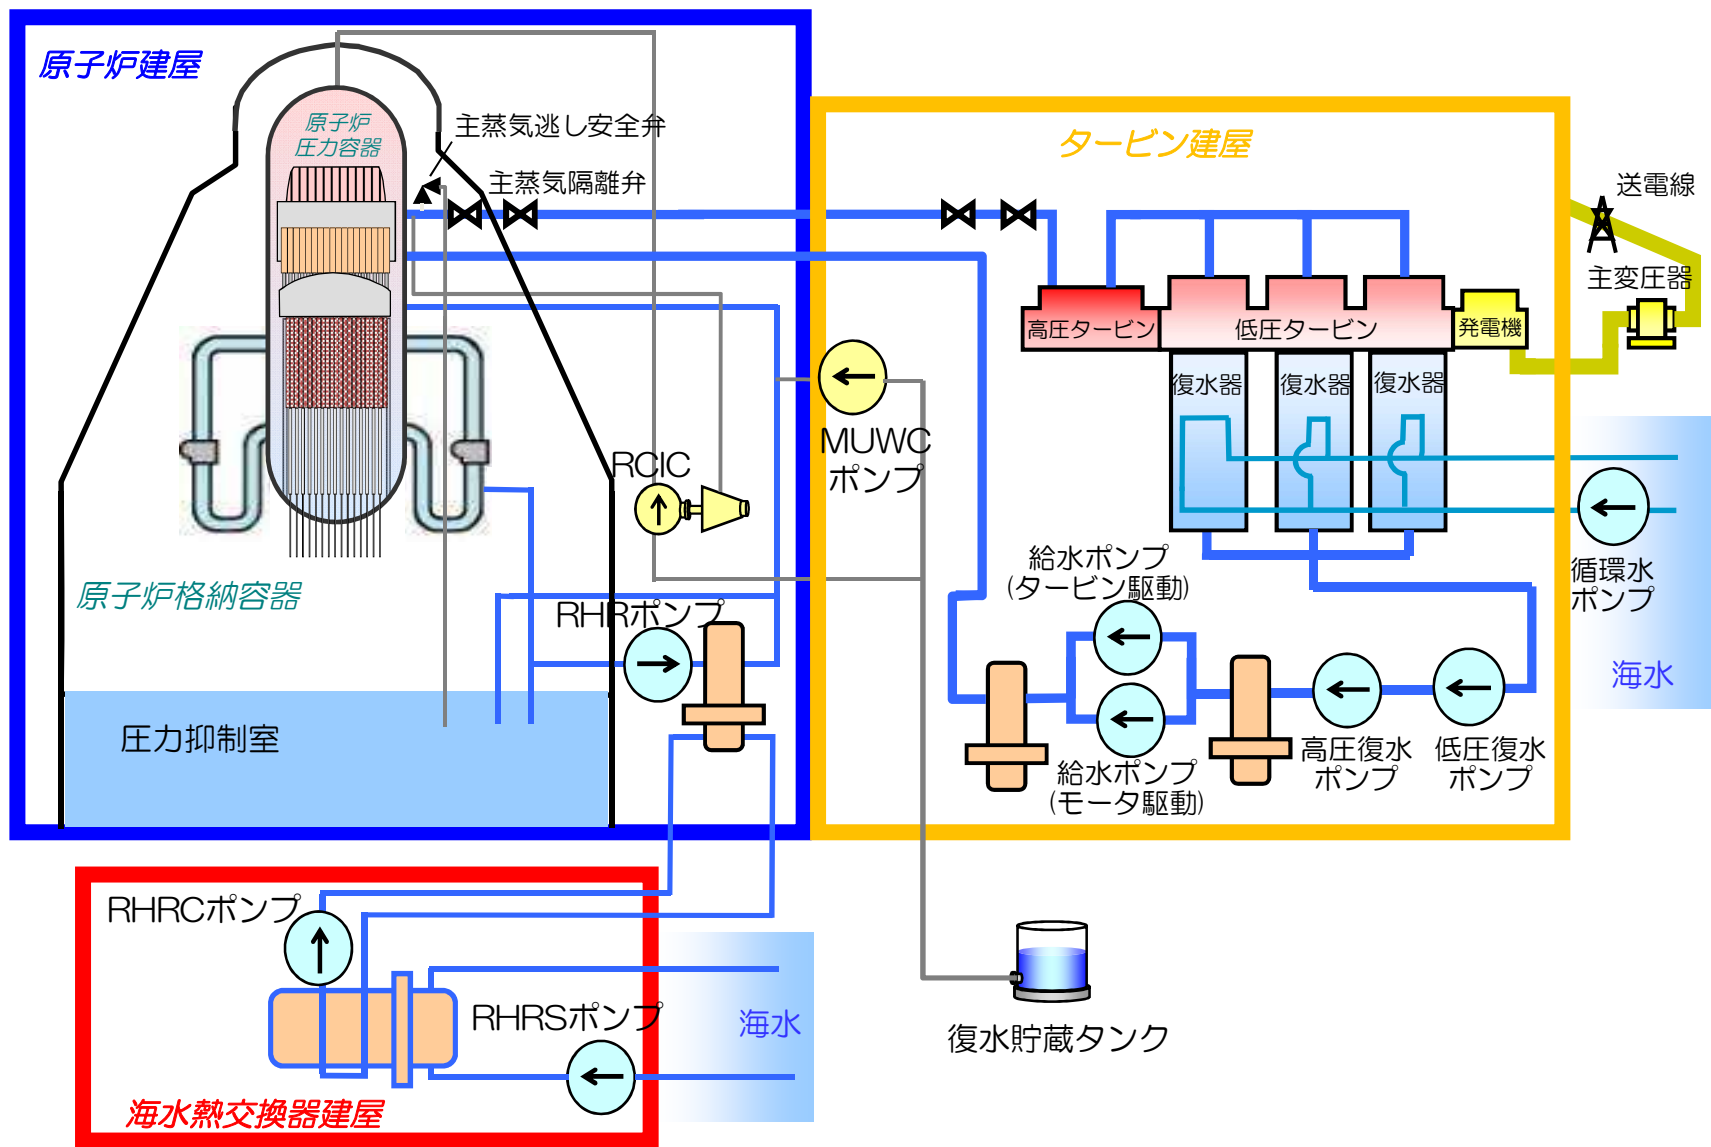 原子炉建屋
原子炉
圧力容器
主蒸気逃し安全弁
主蒸気隔離弁
タービン建屋
送電線
主変圧器
高圧タービン
低圧タービン
発電機
復水器
復水器
復水器
MUWC
ポンプ
RCIC
原子炉格納容器
RHRポンプ
給水ポンプ
(タービン駆動)
循環水
ポンプ
海水
圧力抑制室
給水ポンプ
(モータ駆動)
高圧復水
ポンプ
低圧復水
ポンプ
RHRCポンプ
RHRSポンプ
海水
復水貯蔵タンク
海水熱交換器建屋